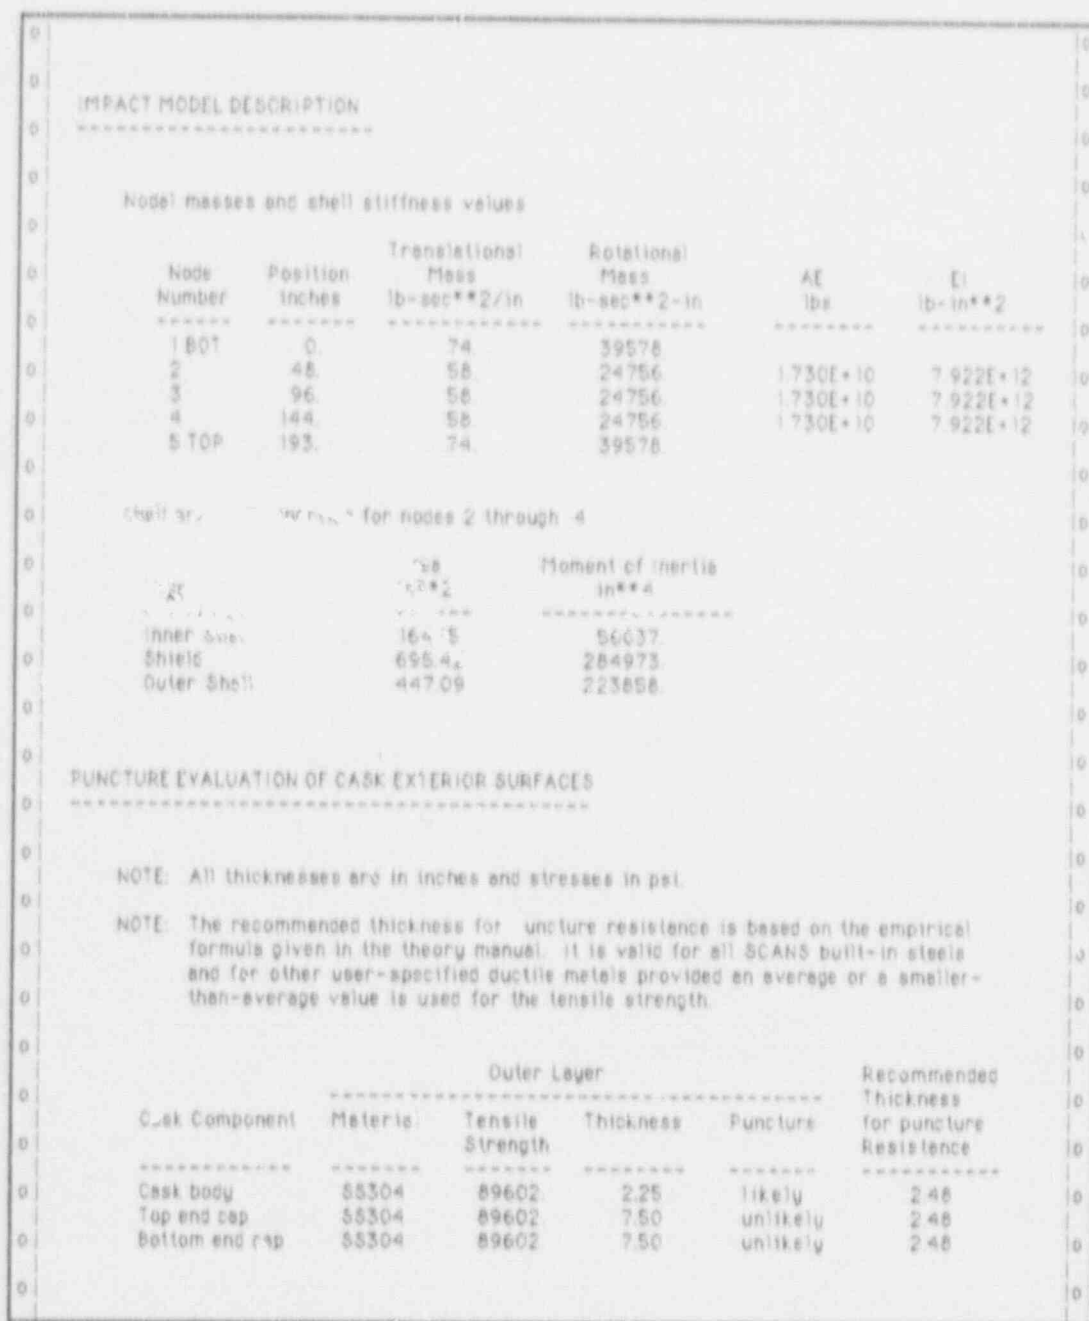 IMPACT MODEL DESCRIPTION
Nodal masses and shell stiffness values
Translational Rotational
Node Position Mass Mass AE EI
Number inches lb-sec**2/in lb-sec**2-in lbs lb-in**2
1 BOT 0. 74. 39578.
2 48. 58. 24756. 1.730E+10 7.922E+12
3 96. 58. 24756. 1.730E+10 7.922E+12
4 144. 58. 24756. 1.730E+10 7.922E+12
5 TOP 193. 74. 39578.
for nodes 2 through 4
Moment of Inertia
in**4
Inner 56037.
Shield 284973.
Outer Shell 447.09 223858.
PUNCTURE EVALUATION OF CASK EXTERIOR SURFACES
NOTE: All thicknesses are in inches and stresses in psi.
NOTE: The recommended thickness for uncture resistance is based on the empirical
formula given in the theory manual. It is valid for all SCANS built-in steels
and for other user-specified ductile metals provided an average or a smaller-
than-average value is used for the tensile strength.
Outer Layer Recommended
Thickness
Cask Component Material Tensile Thickness Puncture for puncture
Strength Resistence
Cask body SS304 89602. 2.25 likely 2.48
Top end cap SS304 89602. 7.50 unlikely 2.48
Bottom end cap SS304 89602. 7.50 unlikely 2.48